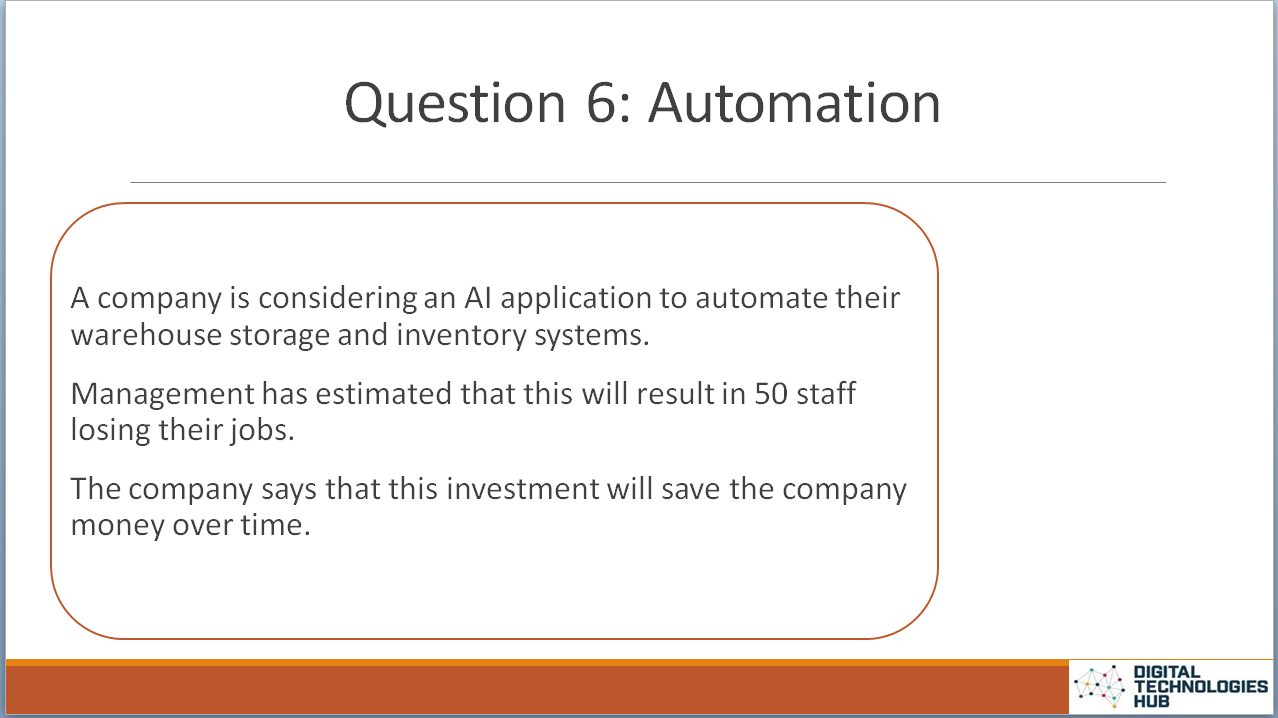 Question 6: Automation
A company is considering an AI application to automate their
warehouse storage and inventory systems.
Management has estimated that this will result in 50 staff
losing their jobs.
The company says that this investment will save the company
money over time.
DIGITAL
TECHNOLOGIES
HUB